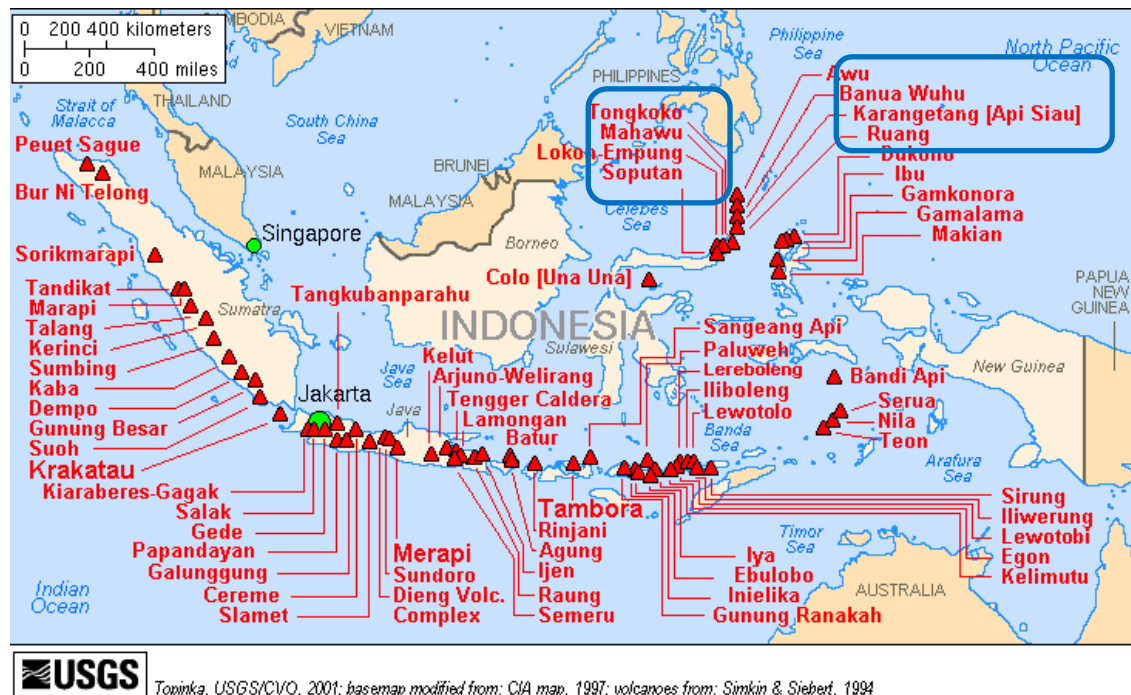 0 200 400 kilometers
0 200 400 miles
CAMBODIA
VIETNAM
THAILAND
Strait of
Malacca
South China
Sea
MALAYSIA
BRUNEI
MALAYSIA
PHILIPPINES
Philippine
Sea
North Pacific
Ocean
Awu
Banua Wuhu
Karangetang [Api Siau]
Ruang
Dukono
Ibu
Gamkonora
Gamalama
Makian
Tongkoko
Mahawu
Lokon-Empung
Soputan
Celebes
Sea
Peuet Sague
Bur Ni Telong
Singapore
Borneo
Sorikmarapi
Colo [Una Una]
Tandikat
Marapi
Talang
Kerinci
Sumbing
Kaba
Dempo
Gunung Besar
Suoh
Krakatau
Kiaraberes-Gagak
Salak
Gede
Papandayan
Galunggung
Cereme
Slamet
Sumatra
Tangkubanparahu
INDONESIA
Sulawesi
Java
Sea
Jakarta
Java
Kelut
Arjuno-Welirang
Tengger Caldera
Lamongan
Batur
Sangeang Api
Paluweh
Lereboleng
Iliboleng
Lewotolo
Banda
Sea
PAPUA
NEW
GUINEA
New Guinea
Bandi Api
Serua
Nila
Teon
Arafura
Sea
Merapi
Sundoro
Dieng Volc.
Complex
Tambora
Rinjani
Agung
Ijen
Raung
Semeru
Iya
Ebulobo
Inielika
Gunung Ranakah
Sirung
Iliwerung
Lewotobi
Egon
Kelimutu
Timor
Sea
AUSTRALIA
Indian
Ocean
USGS
Topinka, USGS/CVO, 2001; basemap modified from: CIA map, 1997; volcanoes from: Simkin & Siebert, 1994